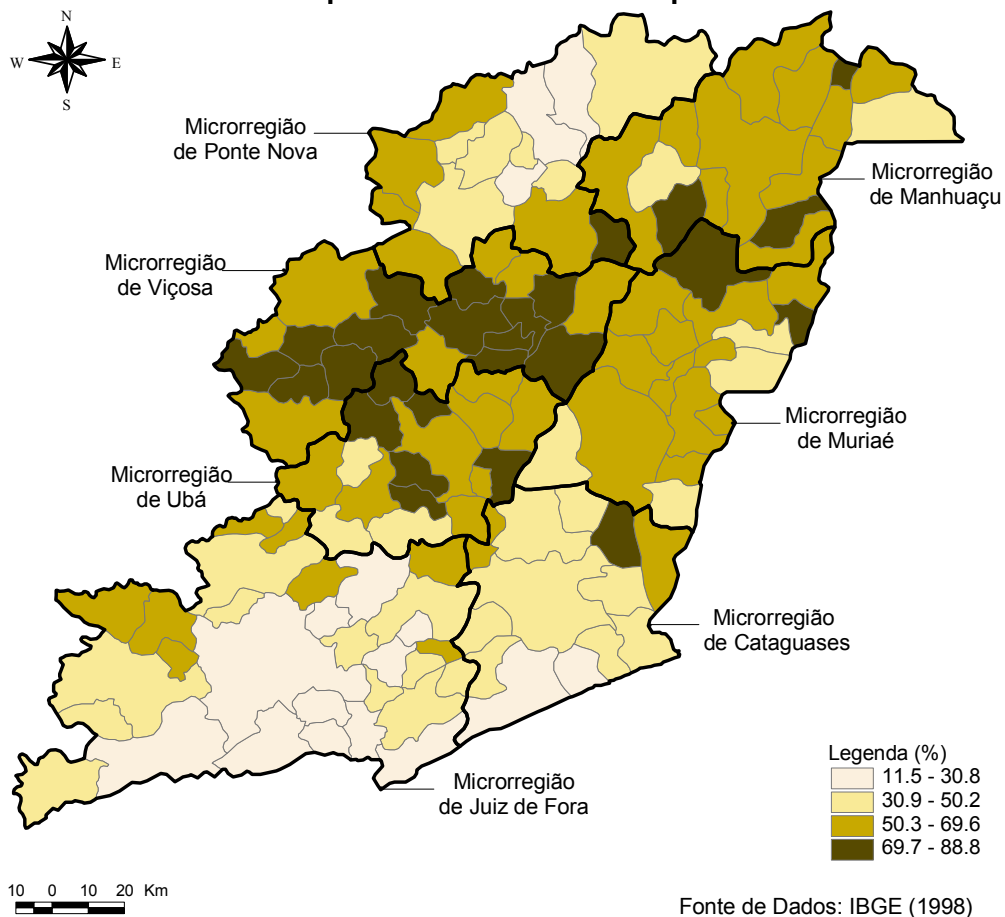 N
W E
S
Microrregião
de Ponte Nova
Microrregião
de Manhuaçu
Microrregião
de Viçosa
Microrregião
de Muriaé
Microrregião
de Ubá
Microrregião
de Cataguases
Microrregião
de Juiz de Fora
Legenda (%)
11.5 - 30.8
30.9 - 50.2
50.3 - 69.6
69.7 - 88.8
10 0 10 20 Km
Fonte de Dados: IBGE (1998)